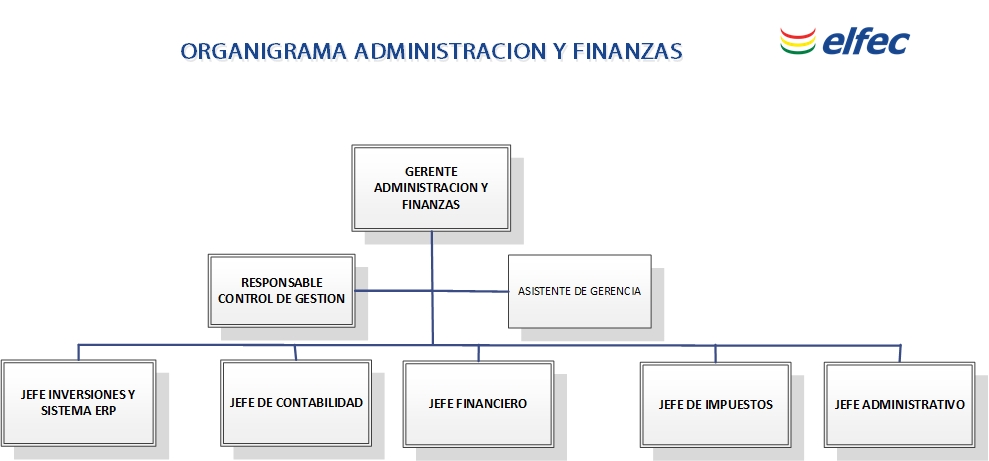 ORGANIGRAMA ADMINISTRACION Y FINANZAS
elfec
GERENTE
ADMINISTRACION Y
FINANZAS
RESPONSABLE
CONTROL DE GESTION
ASISTENTE DE GERENCIA
JEFE INVERSIONES Y
SISTEMA ERP
JEFE DE CONTABILIDAD
JEFE FINANCIERO
JEFE DE IMPUESTOS
JEFE ADMINISTRATIVO